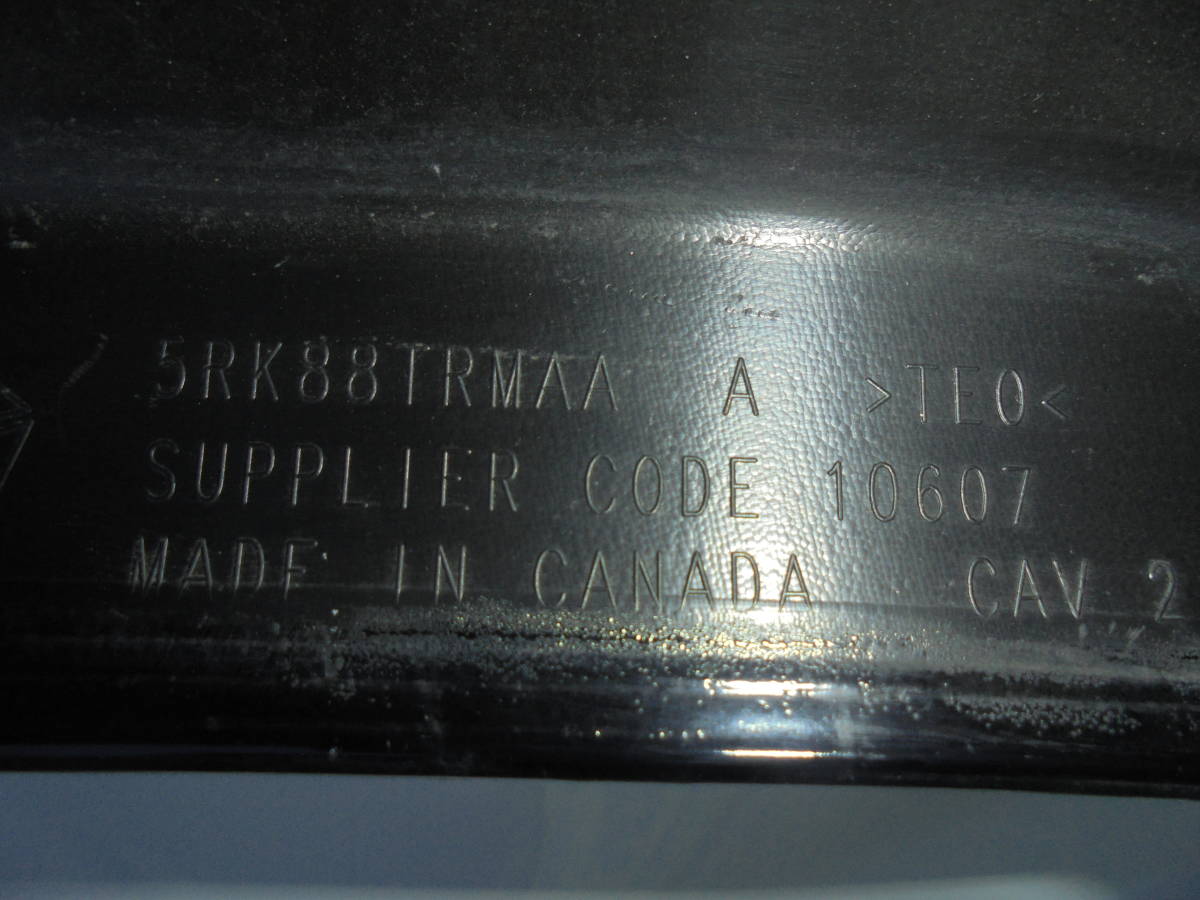 5RK88TRMAA A >TEO<
SUPPLIER CODE 10607
MADE IN CANADA CAV 2